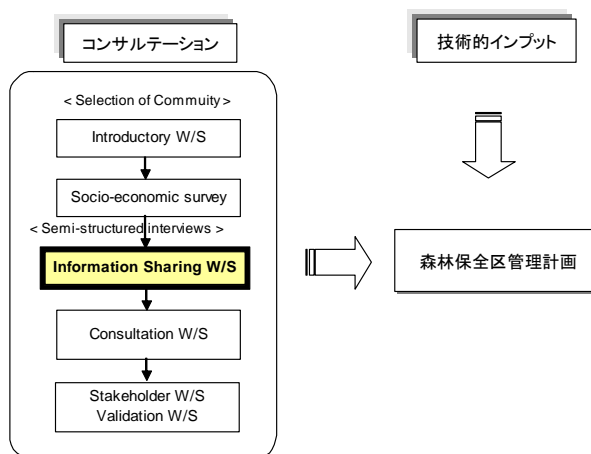 コンサルテーション
技術的インプット
< Selection of Commuity>
Introductory W/S
Socio-economic survey
< Semi-structured interviews >
Information Sharing W/S
森林保全区管理計画
Consultation W/S
Stakeholder W/S
Validation W/S